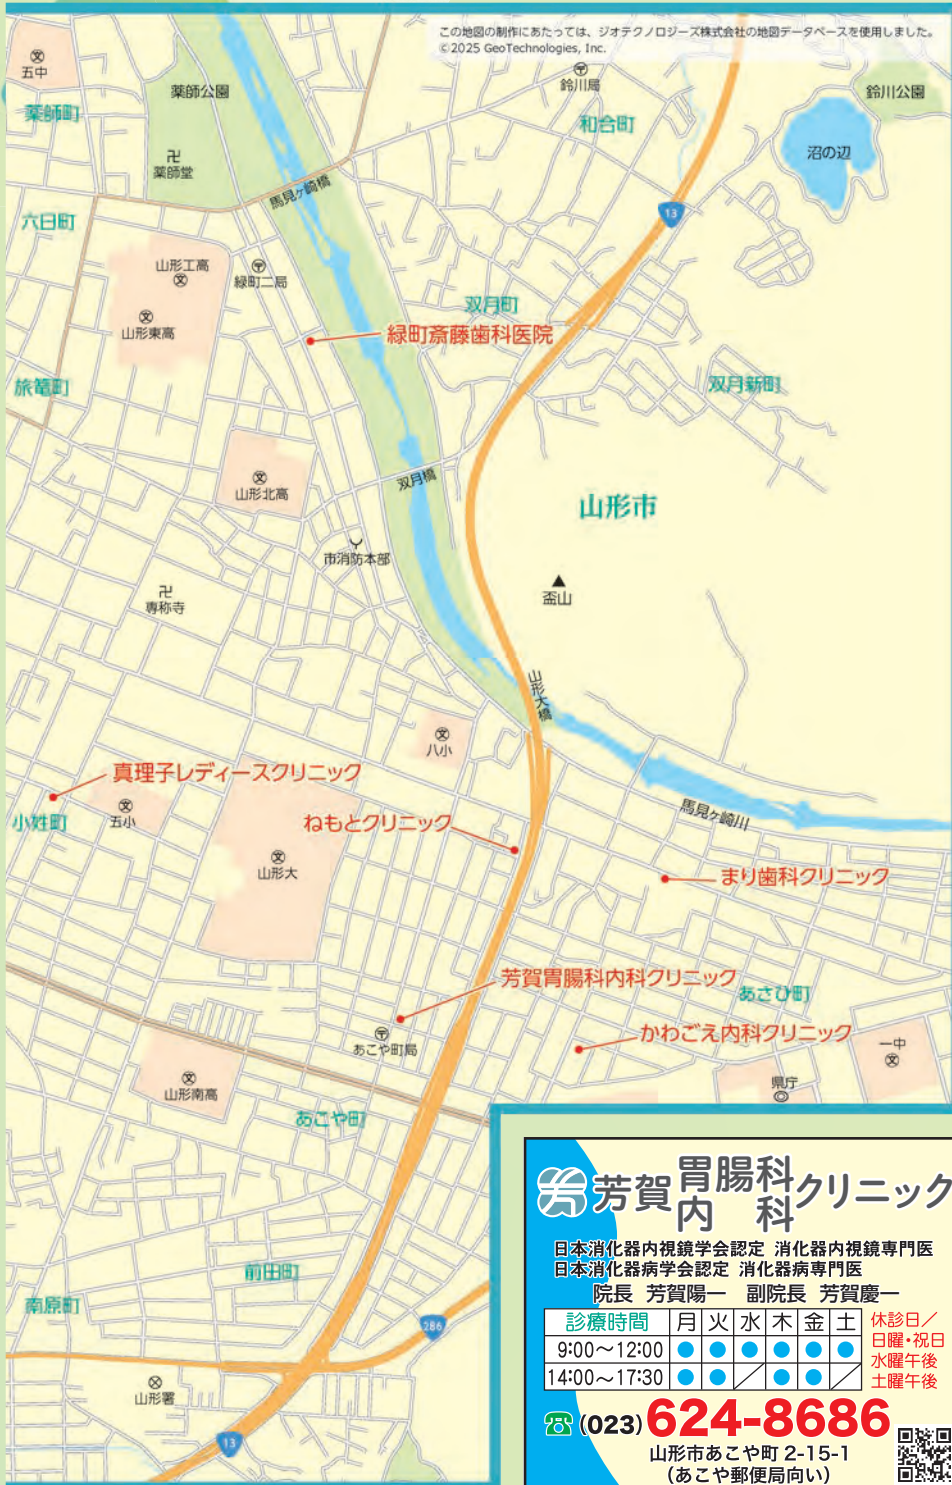 この地図の制作にあたっては、ジオテクノロジーズ株式会社の地図データベースを使用しました。
©2025 GeoTechnologies, Inc.
五中
薬師公園
鈴川局
鈴川公園
薬師町
和合町
沼の辺
薬師堂
馬見ヶ崎橋
六日町
13
山形工高
緑町二局
双月町
山形東高
緑町斎藤歯科医院
旅篭町
双月新町
双月橋
山形北高
山形市
市消防本部
盃山
専称寺
山形大橋
八小
真理子レディースクリニック
小姓町
五小
ねもとクリニック
馬見ヶ崎川
山形大
まり歯科クリニック
芳賀胃腸科内科クリニック
あさひ町
かわごえ内科クリニック
あこや町局
一中
山形南高
県庁
あこや町
前田町
南原町
286
山形署
13
芳 芳賀胃腸科内科クリニック
日本消化器内視鏡学会認定 消化器内視鏡専門医
日本消化器病学会認定 消化器病専門医
院長 芳賀陽一 副院長 芳賀慶一
診療時間 月 火 水 木 金 土
9:00〜12:00 ● ● ● ● ● ●
14:00〜17:30 ● ● ／ ● ● ／
休診日／
日曜・祝日
水曜午後
土曜午後
(023)624-8686
山形市あこや町 2-15-1
(あこや郵便局向い)